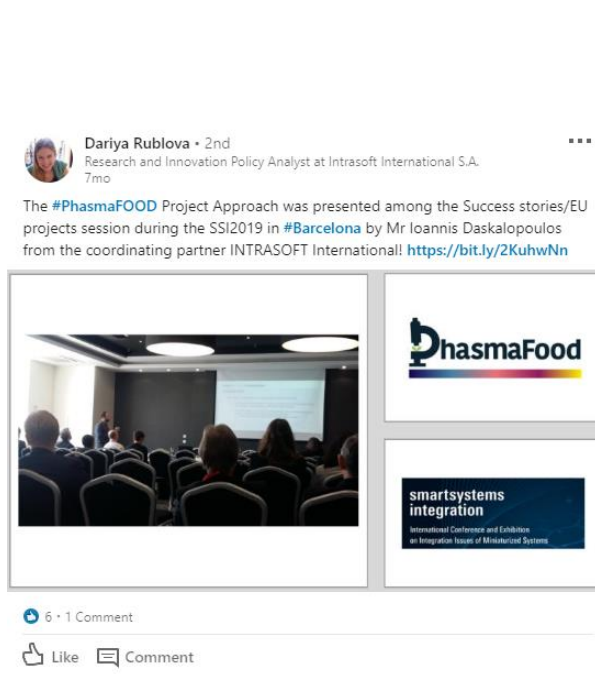 Dariya Rublova • 2nd
Research and Innovation Policy Analyst at Intrasoft International S.A.
7mo
The #PhasmaFOOD Project Approach was presented among the Success stories/EU
projects session during the SSI2019 in #Barcelona by Mr Ioannis Daskalopoulos
from the coordinating partner INTRASOFT International! https://bit.ly/2KuhwNn
PhasmaFood
smartsystems
integration
International Conference and Exhibition
on Integration Issues of Miniaturized Systems
6 • 1 Comment
Like Comment